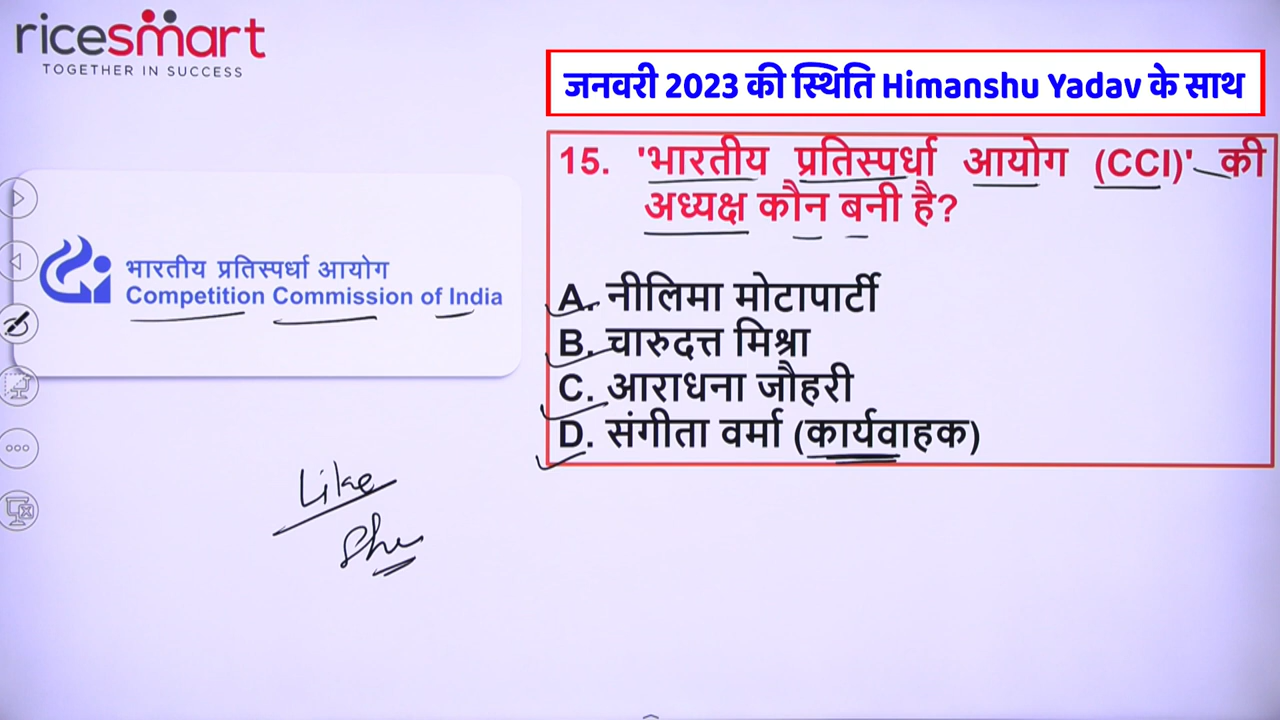 ricesmart
TOGETHER IN SUCCESS
जनवरी 2023 की स्थिति Himanshu Yadav के साथ
15. 'भारतीय प्रतिस्पर्धा आयोग (CCI)' की
अध्यक्ष कौन बनी है?
भारतीय प्रतिस्पर्धा आयोग
Competition Commission of India
A. नीलिमा मोटापार्टी
B. चारुदत्त मिश्रा
C. आराधना जौहरी
D. संगीता वर्मा (कार्यवाहक)
Like